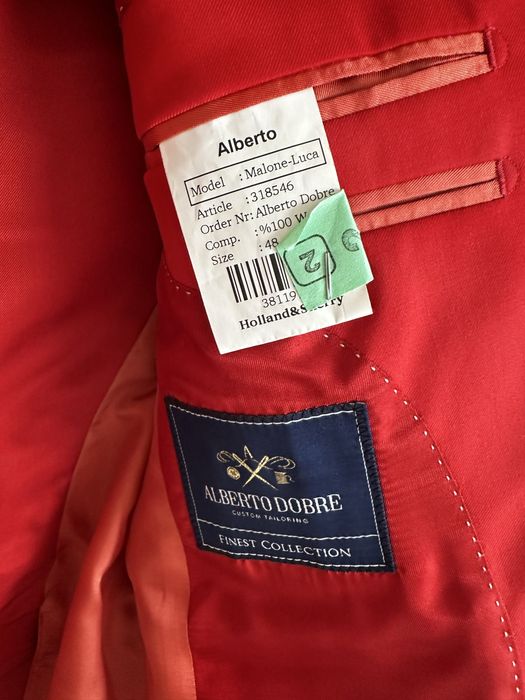 Alberto
Model : Malone-Luca
Article : 318546
Order Nr: Alberto Dobre
Comp. : %100 W
Size : 48
2
38119
Holland&Sherry
A
ALBERTO DOBRE
CUSTOM TAILORING
FINEST COLLECTION